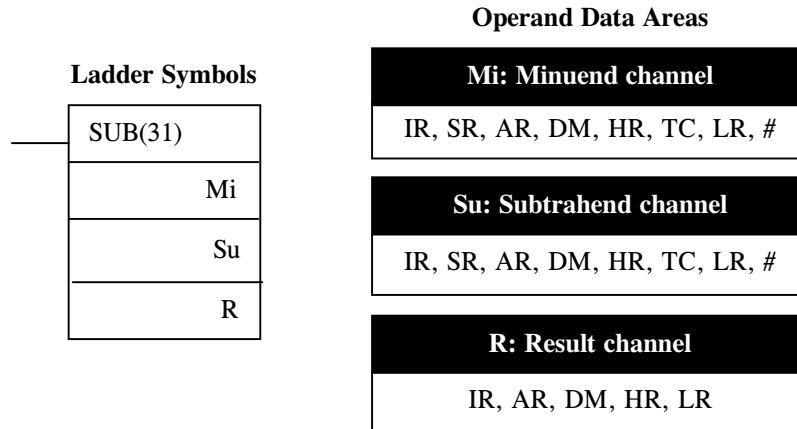 Ladder Symbols
SUB(31)
Mi
Su
R
Operand Data Areas
Mi: Minuend channel
IR, SR, AR, DM, HR, TC, LR, #
Su: Subtrahend channel
IR, SR, AR, DM, HR, TC, LR, #
R: Result channel
IR, AR, DM, HR, LR